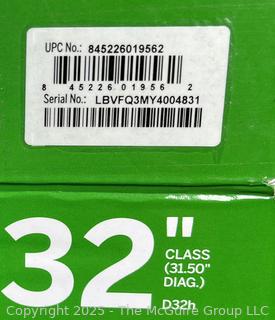 UPC No.: 845226019562
8 45226 01956 2
Serial No.: LBVFQ3MY4004831
32"
CLASS
(31.50"
DIAG.)
D32h
Copyright 2025 - The McGuire Group LLC